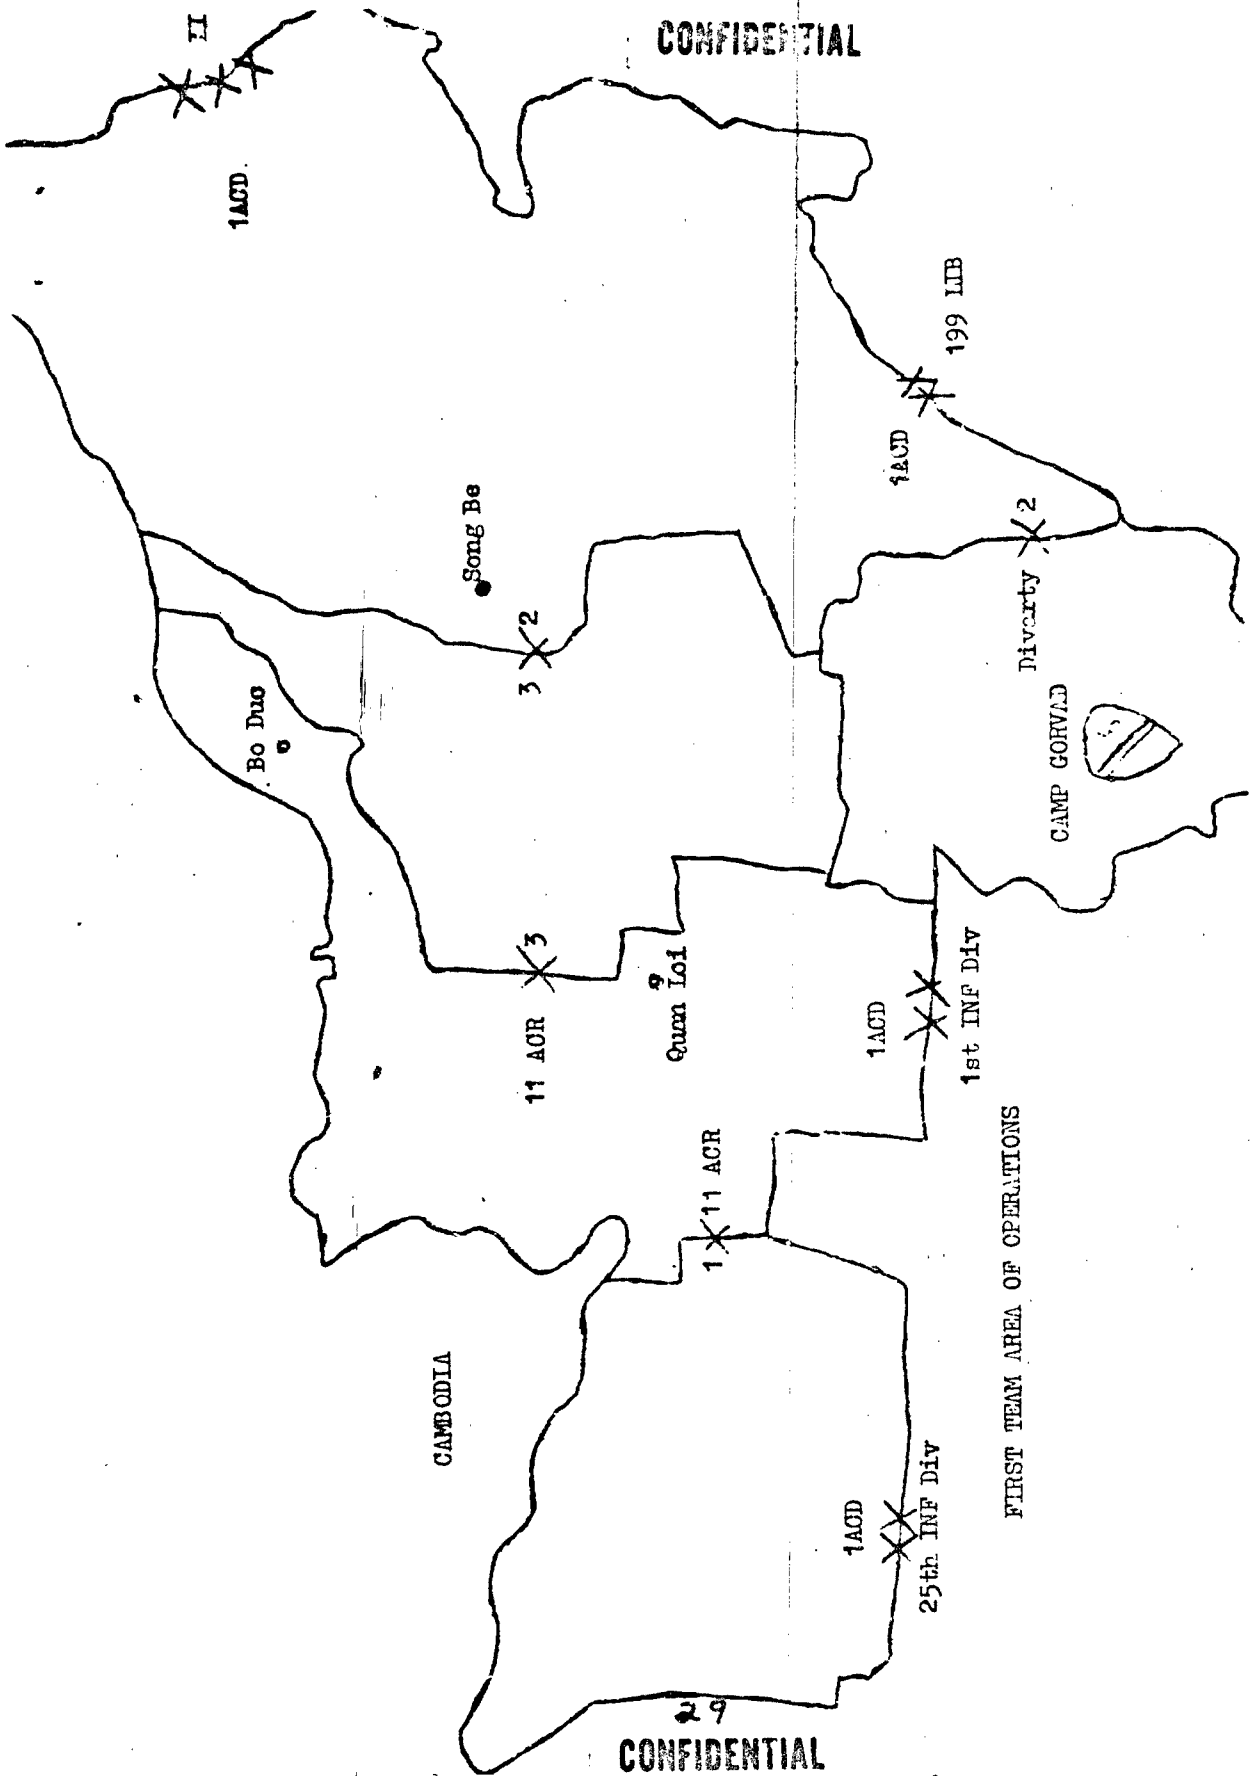 CONFIDENTIAL
II
1ACD.
199 LIB
1ACD
Song Be
3 2
2
Divarty
Bo Duc
CAMP GORVAD
11 ACR 3
Quan Loi
1ACD
1st INF Div
1 11 ACR
CAMBODIA
1ACD
25th INF Div
FIRST TEAM AREA OF OPERATIONS
29
CONFIDENTIAL